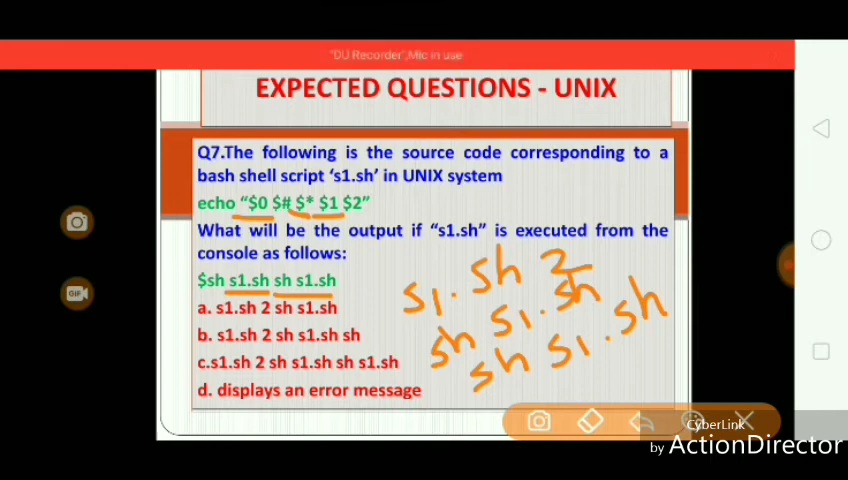 "DU Recorder",Mic in use
EXPECTED QUESTIONS - UNIX
Q7.The following is the source code corresponding to a
bash shell script ‘s1.sh’ in UNIX system
echo “$0 $# $* $1 $2”
What will be the output if “s1.sh” is executed from the
console as follows:
$sh s1.sh sh s1.sh
a. s1.sh 2 sh s1.sh
b. s1.sh 2 sh s1.sh sh
c.s1.sh 2 sh s1.sh sh s1.sh
d. displays an error message
s1.sh 2
sh s1.sh
sh s1.sh
GIF
CyberLink
by ActionDirector